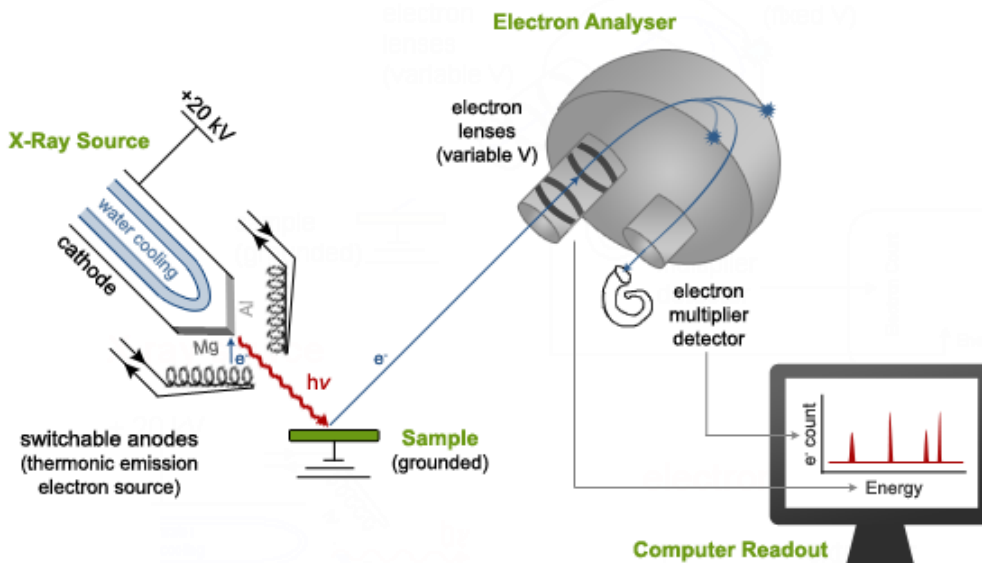 Electron Analyser
+20 kV
X-Ray Source
electron
lenses
(variable V)
water cooling
cathode
Al
Mg
e-
hν
e-
electron
multiplier
detector
switchable anodes
(thermonic emission
electron source)
Sample
(grounded)
e- count
Energy
Computer Readout